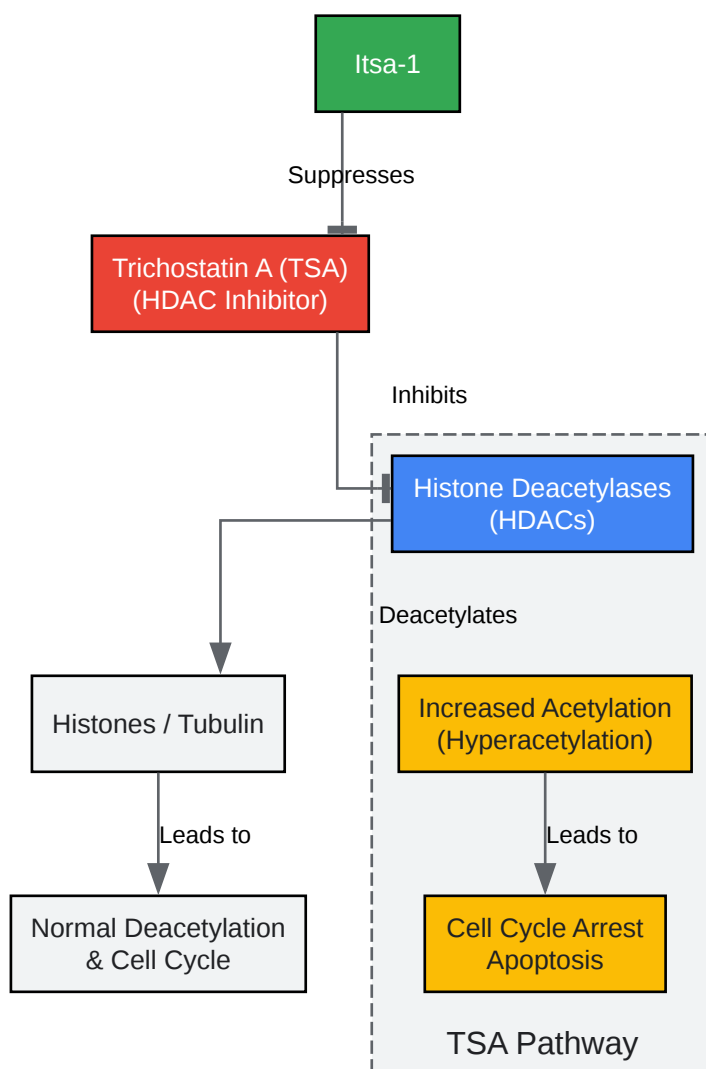 Itsa-1
Suppresses
Trichostatin A (TSA)
(HDAC Inhibitor)
Inhibits
Histone Deacetylases
(HDACs)
Deacetylates
Histones / Tubulin
Increased Acetylation
(Hyperacetylation)
Leads to
Leads to
Normal Deacetylation
& Cell Cycle
Cell Cycle Arrest
Apoptosis
TSA Pathway